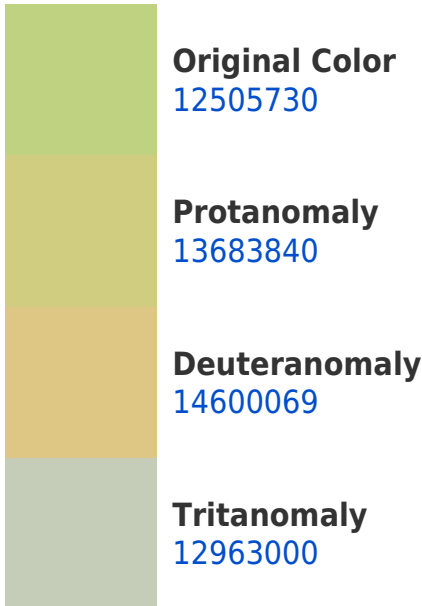 Original Color
12505730
Protanomaly
13683840
Deuteranomaly
14600069
Tritanomaly
12963000